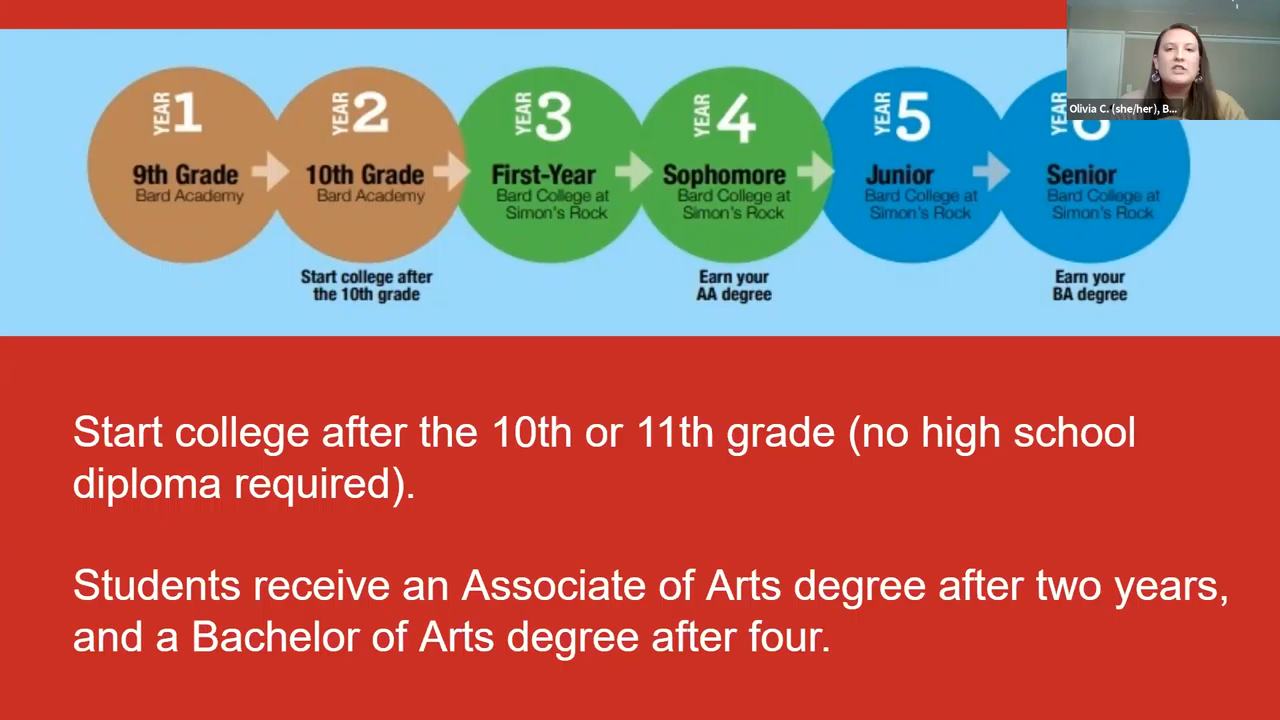 YEAR 1
9th Grade
Bard Academy
YEAR 2
10th Grade
Bard Academy
Start college after
the 10th grade
YEAR 3
First-Year
Bard College at
Simon's Rock
YEAR 4
Sophomore
Bard College at
Simon's Rock
Earn your
AA degree
YEAR 5
Junior
Bard College at
Simon's Rock
YEAR 6
Senior
Bard College at
Simon's Rock
Earn your
BA degree
Olivia C. (she/her), B...
Start college after the 10th or 11th grade (no high school
diploma required).
Students receive an Associate of Arts degree after two years,
and a Bachelor of Arts degree after four.